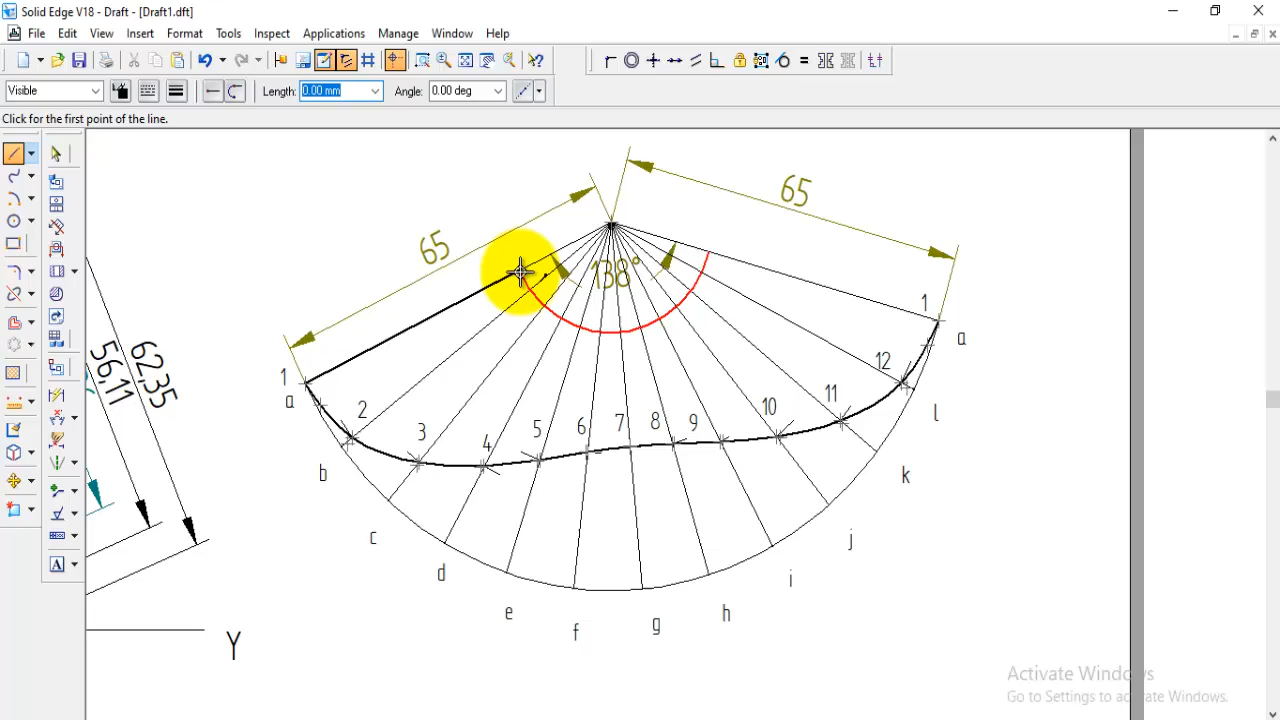 Solid Edge V18 - Draft - [Draft1.dft]
File Edit View Insert Format Tools Inspect Applications Manage Window Help
Visible Length: 0.00 mm Angle: 0.00 deg
Click for the first point of the line.
65
65
138°
1
a
1
a
2
3
4
5
6
7
8
9
10
11
12
b
c
d
e
f
g
h
i
j
k
l
56,11
62,35
Y
A
Activate Windows
Go to Settings to activate Windows.